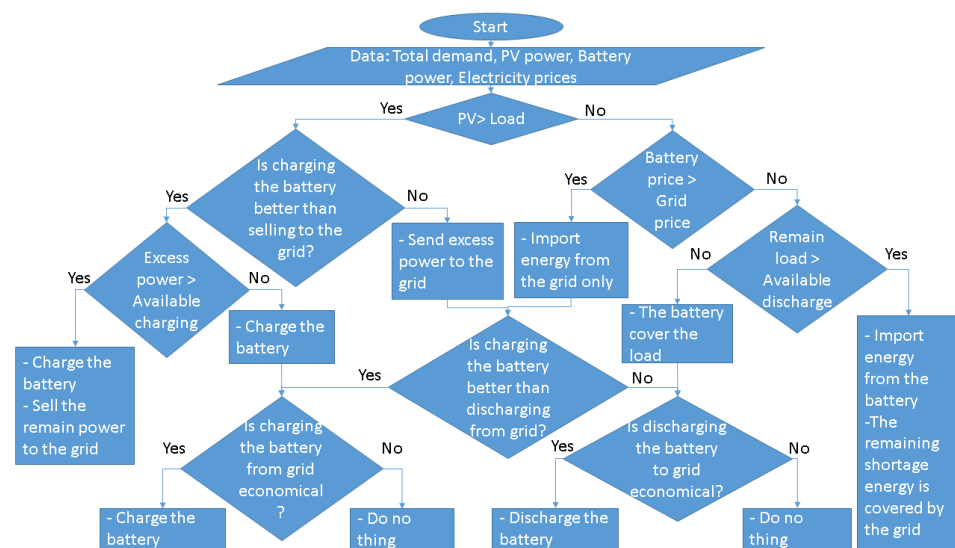 Start
Data: Total demand, PV power, Battery
power, Electricity prices
Yes
PV> Load
No
Is charging
the battery
better than
selling to the
grid?
Yes
No
Battery
price >
Grid
price
Yes
No
Excess
power >
Available
charging
Yes
No
- Send excess
power to the
grid
- Import
energy from
the grid only
Remain
load >
Available
discharge
No
Yes
- Charge the
battery
- Sell the
remain power
to the grid
- Charge the
battery
Is charging
the battery
better than
discharging
from grid?
Yes
No
- The battery
cover the
load
- Import
energy
from the
battery
-The
remaining
shortage
energy is
covered by
the grid
Is charging
the battery
from grid
economical
?
Yes
No
Is discharging
the battery
to grid
economical?
Yes
No
- Charge the
battery
- Do no
thing
- Discharge the
battery
- Do no
thing